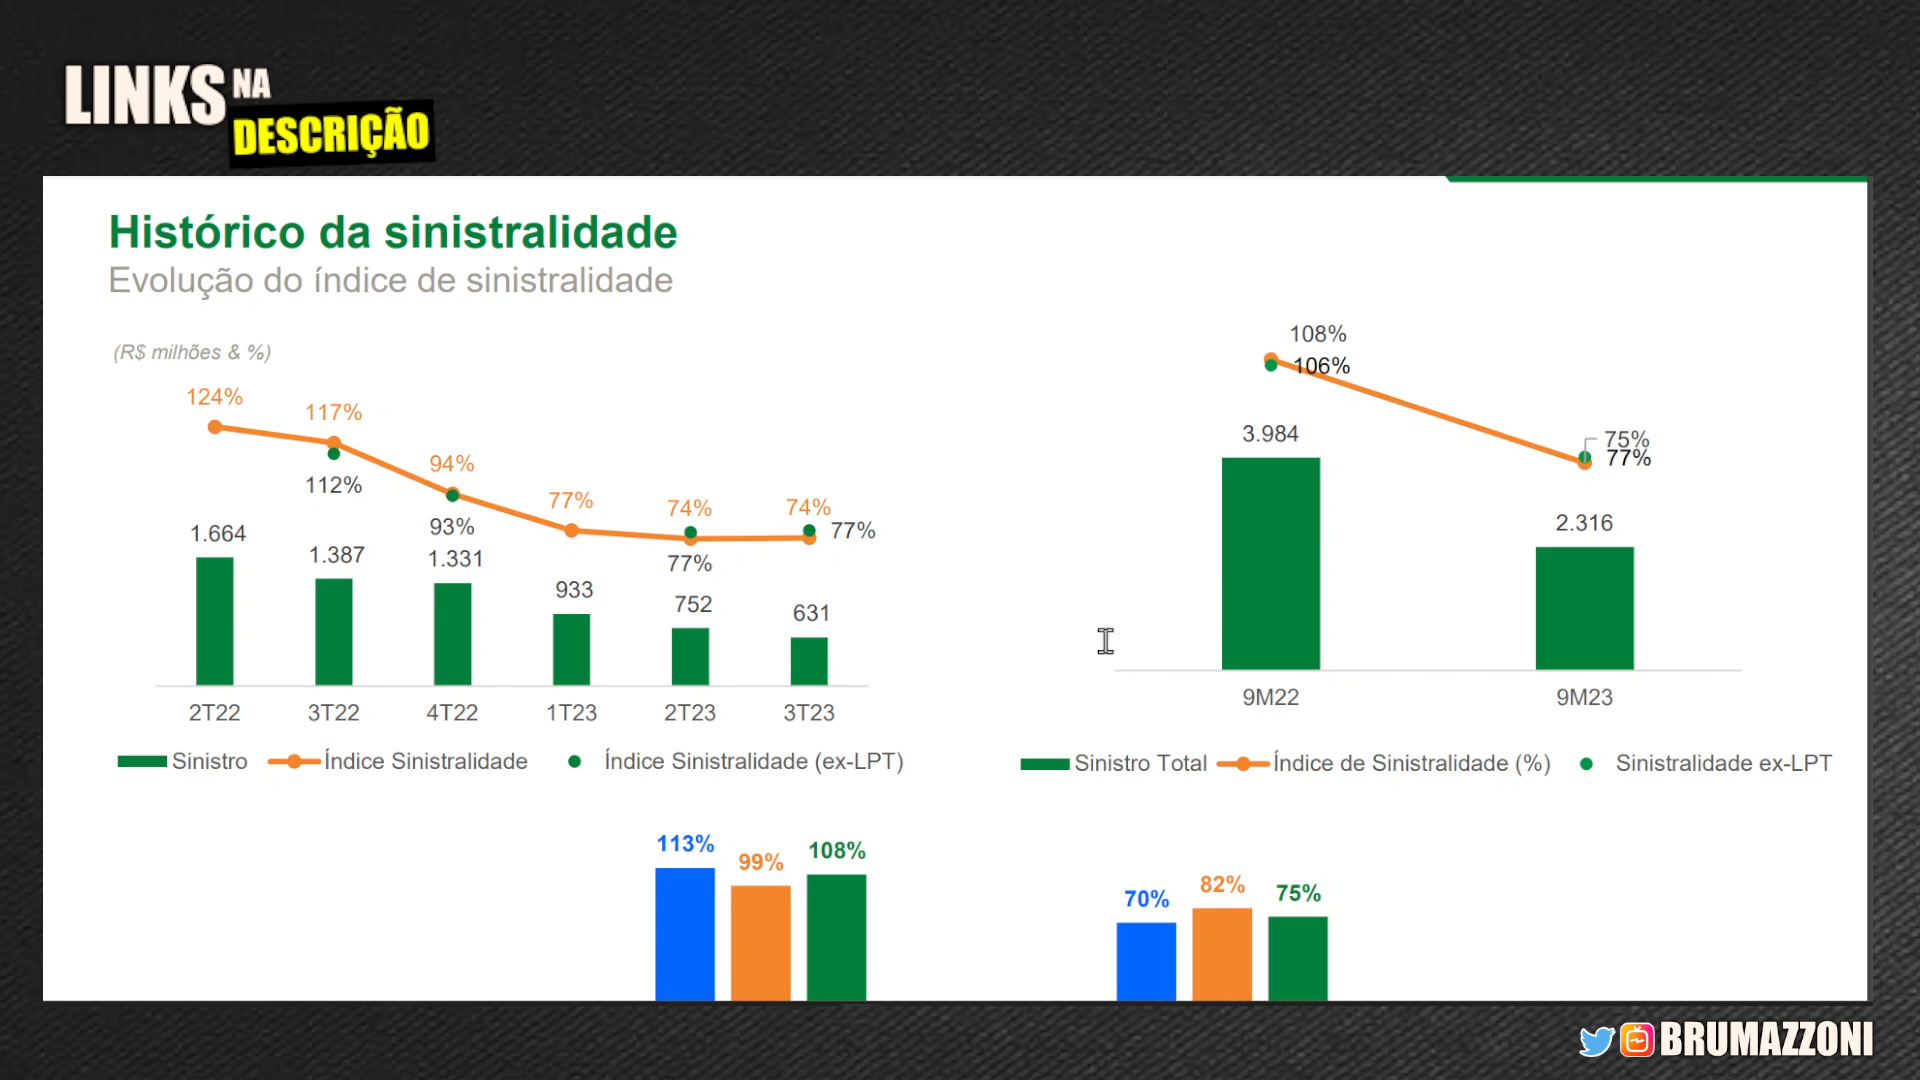 LINKS NA
DESCRIÇÃO
Histórico da sinistralidade
Evolução do índice de sinistralidade
(R$ milhões & %)
124%
117%
112%
94%
93%
77%
74%
77%
74%
77%
1.664
1.387
1.331
933
752
631
2T22 3T22 4T22 1T23 2T23 3T23
Sinistro Índice Sinistralidade Índice Sinistralidade (ex-LPT)
108%
106%
75%
77%
3.984
2.316
9M22 9M23
Sinistro Total Índice de Sinistralidade (%) Sinistralidade ex-LPT
113% 99% 108%
70% 82% 75%
BRUMAZZONI